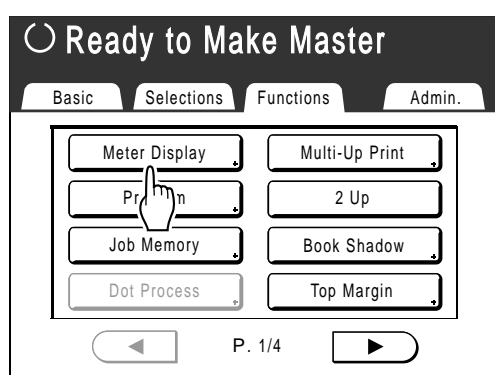 Ready to Make Master
Basic Selections Functions Admin.
Meter Display Multi-Up Print
2 Up
Job Memory Book Shadow
Dot Process Top Margin
P. 1/4